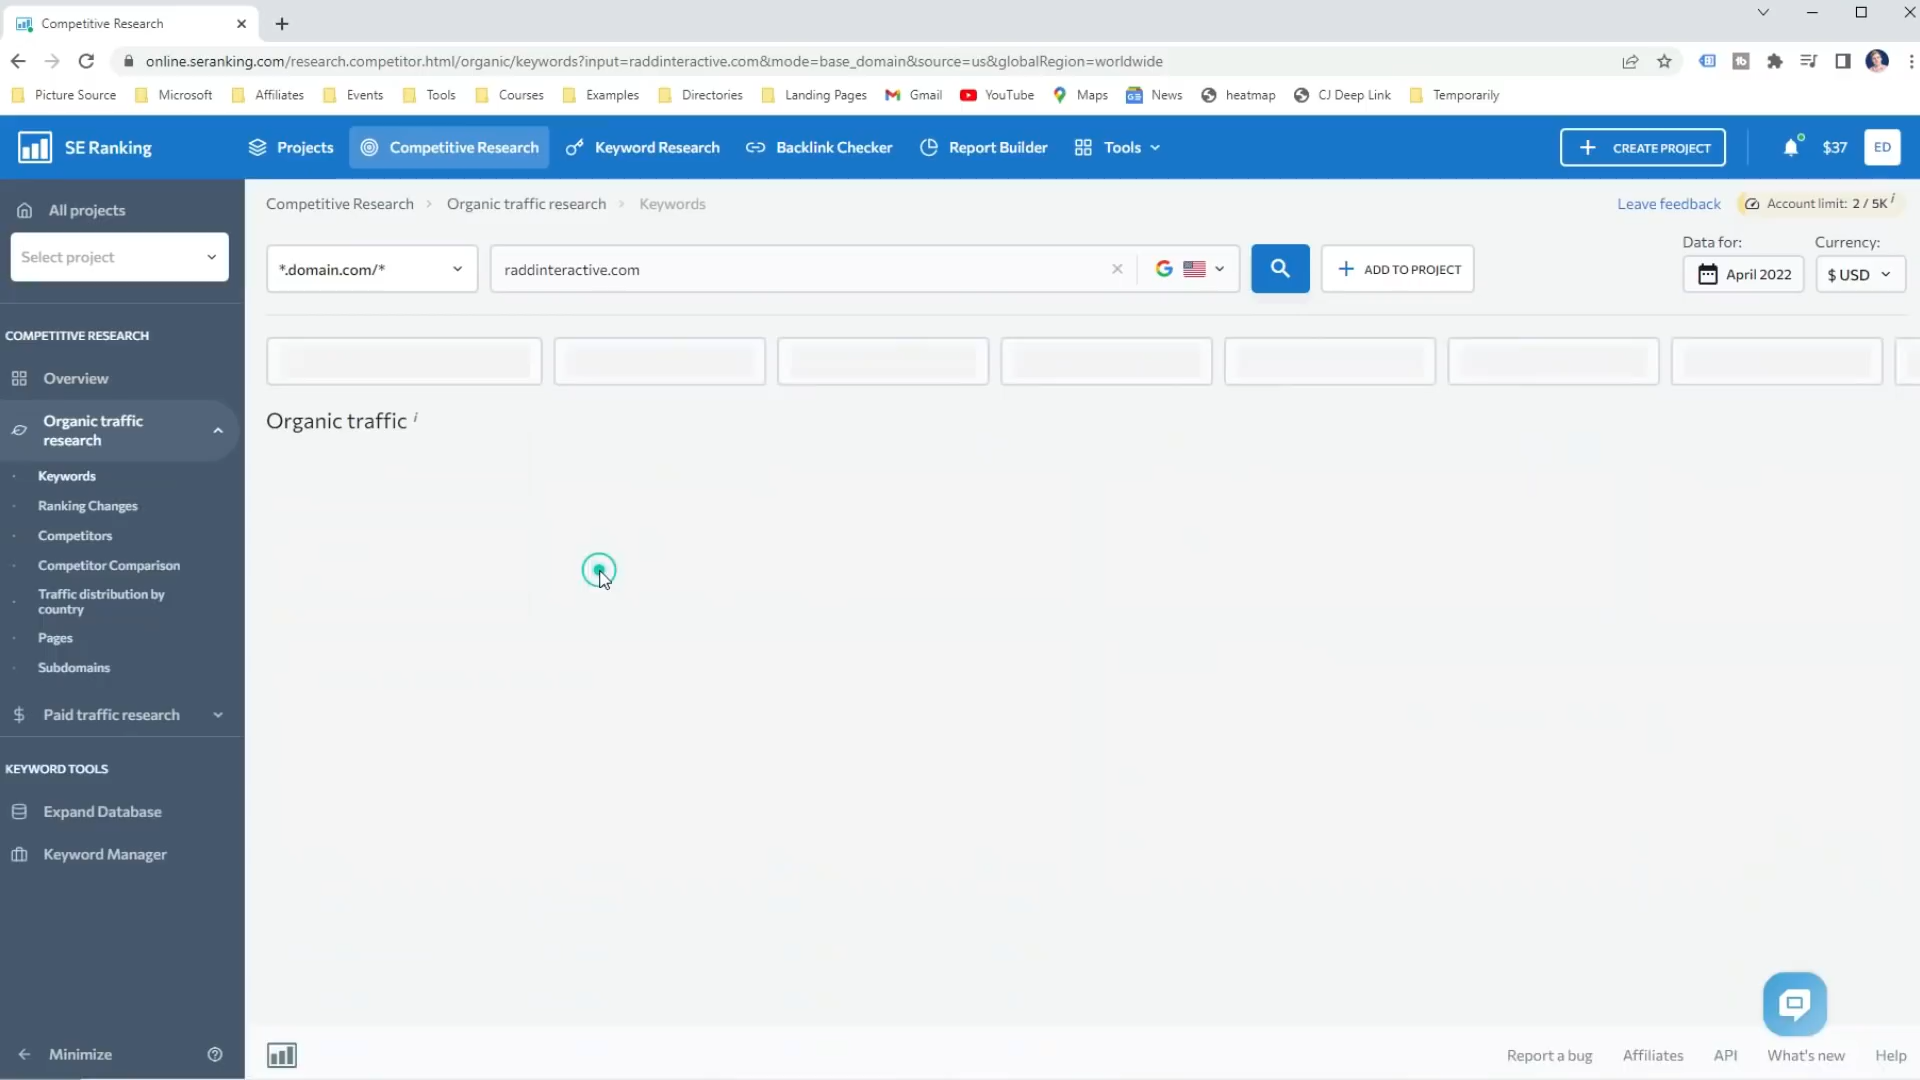 Competitive Research
online.seranking.com/research.competitor.html/organic/keywords?input=raddinteractive.com&mode=base_domain&source=us&globalRegion=worldwide
Picture Source Microsoft Affiliates Events Tools Courses Examples Directories Landing Pages Gmail YouTube Maps News heatmap CJ Deep Link Temporarily
SE Ranking Projects Competitive Research Keyword Research Backlink Checker Report Builder Tools CREATE PROJECT $37 ED
All projects
Select project
COMPETITIVE RESEARCH
Overview
Organic traffic
research
Keywords
Ranking Changes
Competitors
Competitor Comparison
Traffic distribution by
country
Pages
Subdomains
Paid traffic research
KEYWORD TOOLS
Expand Database
Keyword Manager
Minimize
Competitive Research > Organic traffic research > Keywords
Leave feedback Account limit: 2 / 5K i
*.domain.com/* raddinteractive.com ADD TO PROJECT
Data for: Currency:
April 2022 $ USD
Organic traffic i
Report a bug Affiliates API What's new Help